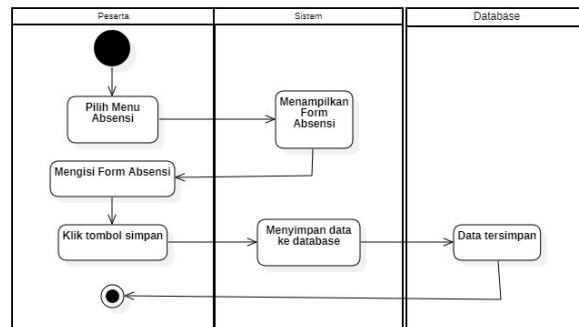 Peserta
Sistem
Database
Pilih Menu
Absensi
Menampilkan
Form
Absensi
Mengisi Form Absensi
Klik tombol simpan
Menyimpan data
ke database
Data tersimpan